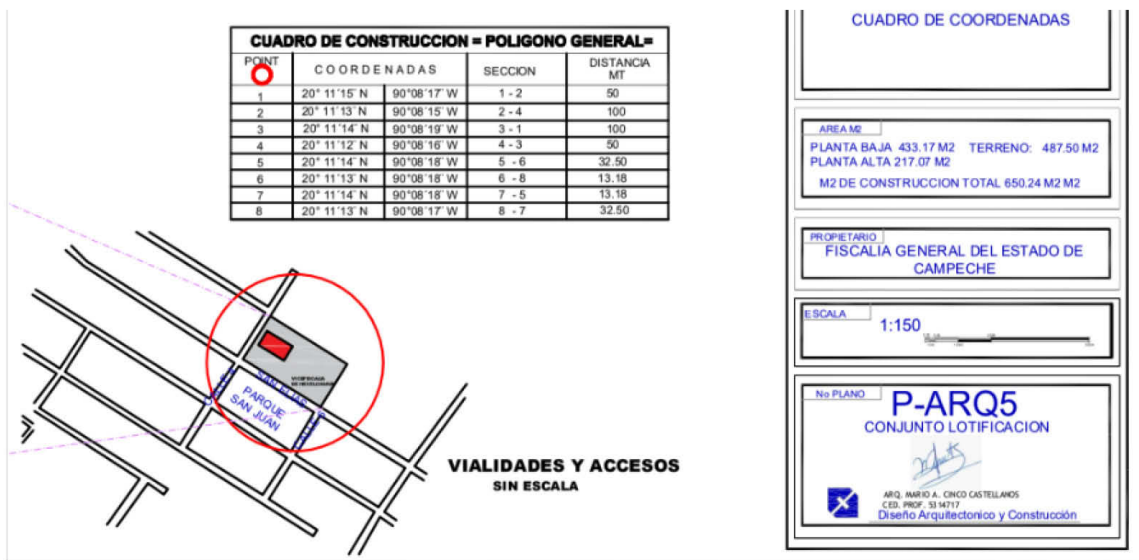 CUADRO DE CONSTRUCCION = POLIGONO GENERAL=
POINT COORDENADAS SECCION DISTANCIA MT
1 20° 11´15¨ N 90°08´17¨ W 1 - 2 50
2 20° 11´13¨ N 90°08´15¨ W 2 - 4 100
3 20° 11´14¨ N 90°08´19¨ W 3 - 1 100
4 20° 11´12¨ N 90°08´16¨ W 4 - 3 50
5 20° 11´14¨ N 90°08´18¨ W 5 - 6 32.50
6 20° 11´13¨ N 90°08´18¨ W 6 - 8 13.18
7 20° 11´14¨ N 90°08´18¨ W 7 - 5 13.18
8 20° 11´13¨ N 90°08´17¨ W 8 - 7 32.50
SAN ELIAS
PARQUE
SAN JUAN
VIALIDADES Y ACCESOS
SIN ESCALA
CUADRO DE COORDENADAS
AREA M2
PLANTA BAJA 433.17 M2 TERRENO: 487.50 M2
PLANTA ALTA 217.07 M2
M2 DE CONSTRUCCION TOTAL 650.24 M2 M2
PROPIETARIO
FISCALIA GENERAL DEL ESTADO DE
CAMPECHE
ESCALA
1:150
No PLANO
P-ARQ5
CONJUNTO LOTIFICACION
ARQ. MARIO A. CINCO CASTELLANOS
CED. PROF. 5314717
Diseño Arquitectonico y Construcción